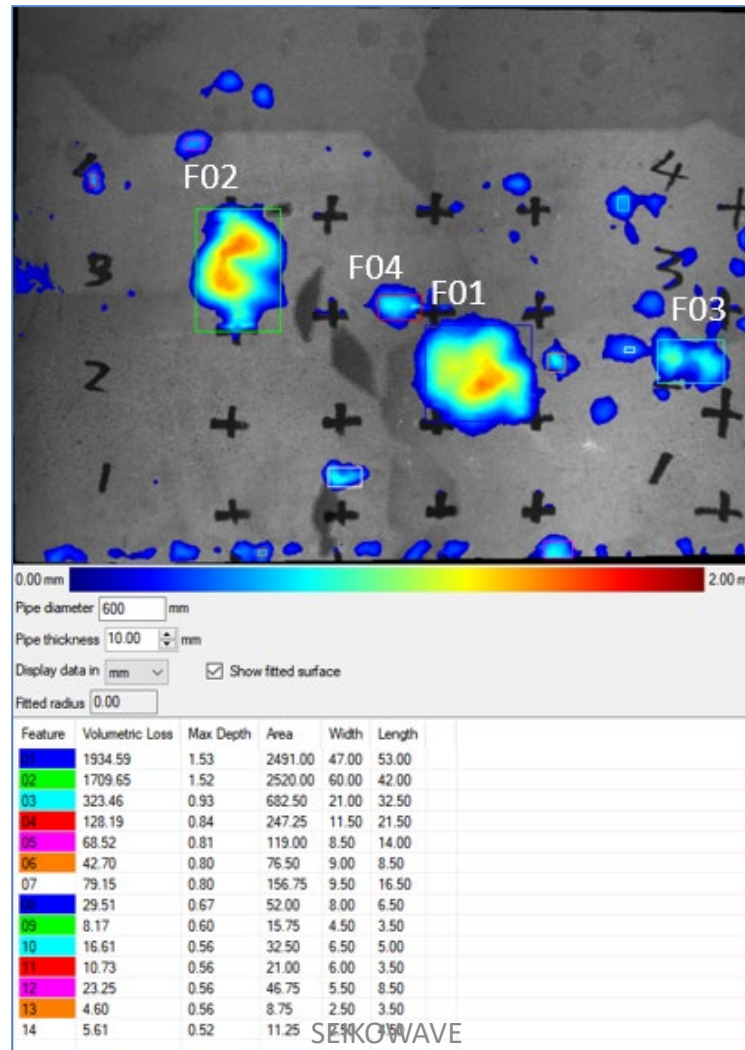 F02
4
F04
F01
3
3
F03
2
1
1
0.00 mm
2.00 m
Pipe diameter 600 mm
Pipe thickness 10.00 mm
Display data in mm Show fitted surface
Fitted radius 0.00
Feature Volumetric Loss Max Depth Area Width Length
01 1934.59 1.53 2491.00 47.00 53.00
02 1709.65 1.52 2520.00 60.00 42.00
03 323.46 0.93 682.50 21.00 32.50
04 128.19 0.84 247.25 11.50 21.50
05 68.52 0.81 119.00 8.50 14.00
06 42.70 0.80 76.50 9.00 8.50
07 79.15 0.80 156.75 9.50 16.50
08 29.51 0.67 52.00 8.00 6.50
09 8.17 0.60 15.75 4.50 3.50
10 16.61 0.56 32.50 6.50 5.00
11 10.73 0.56 21.00 6.00 3.50
12 23.25 0.56 46.75 5.50 8.50
13 4.60 0.56 8.75 2.50 3.50
14 5.61 0.52 11.25
SEIKOWAVE